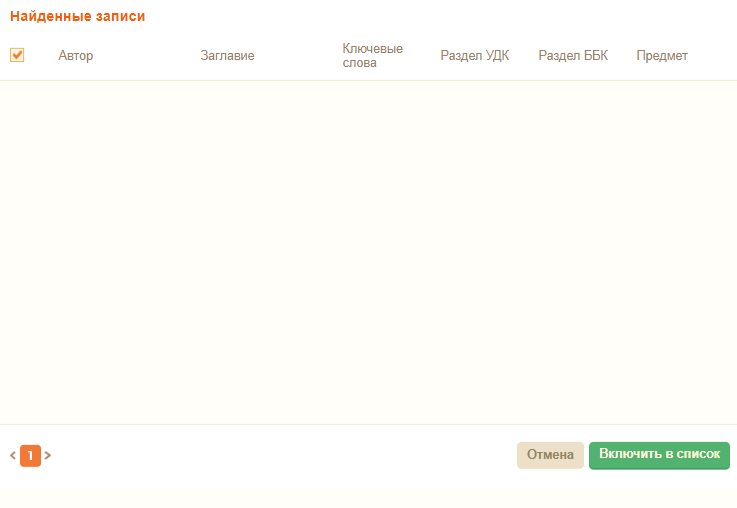 Найденные записи
Автор
Заглавие
Ключевые
слова
Раздел УДК
Раздел ББК
Предмет
1
Отмена
Включить в список